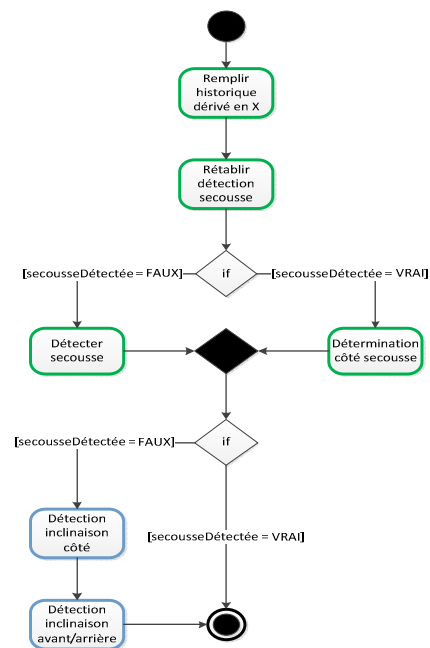 Remplir
historique
dérivé en X
Rétablir
détection
secousse
if
[secousseDétectée = FAUX]
[secousseDétectée = VRAI]
Détecter
secousse
Détermination
côté secousse
if
[secousseDétectée = FAUX]
[secousseDétectée = VRAI]
Détection
inclinaison
côté
Détection
inclinaison
avant/arrière